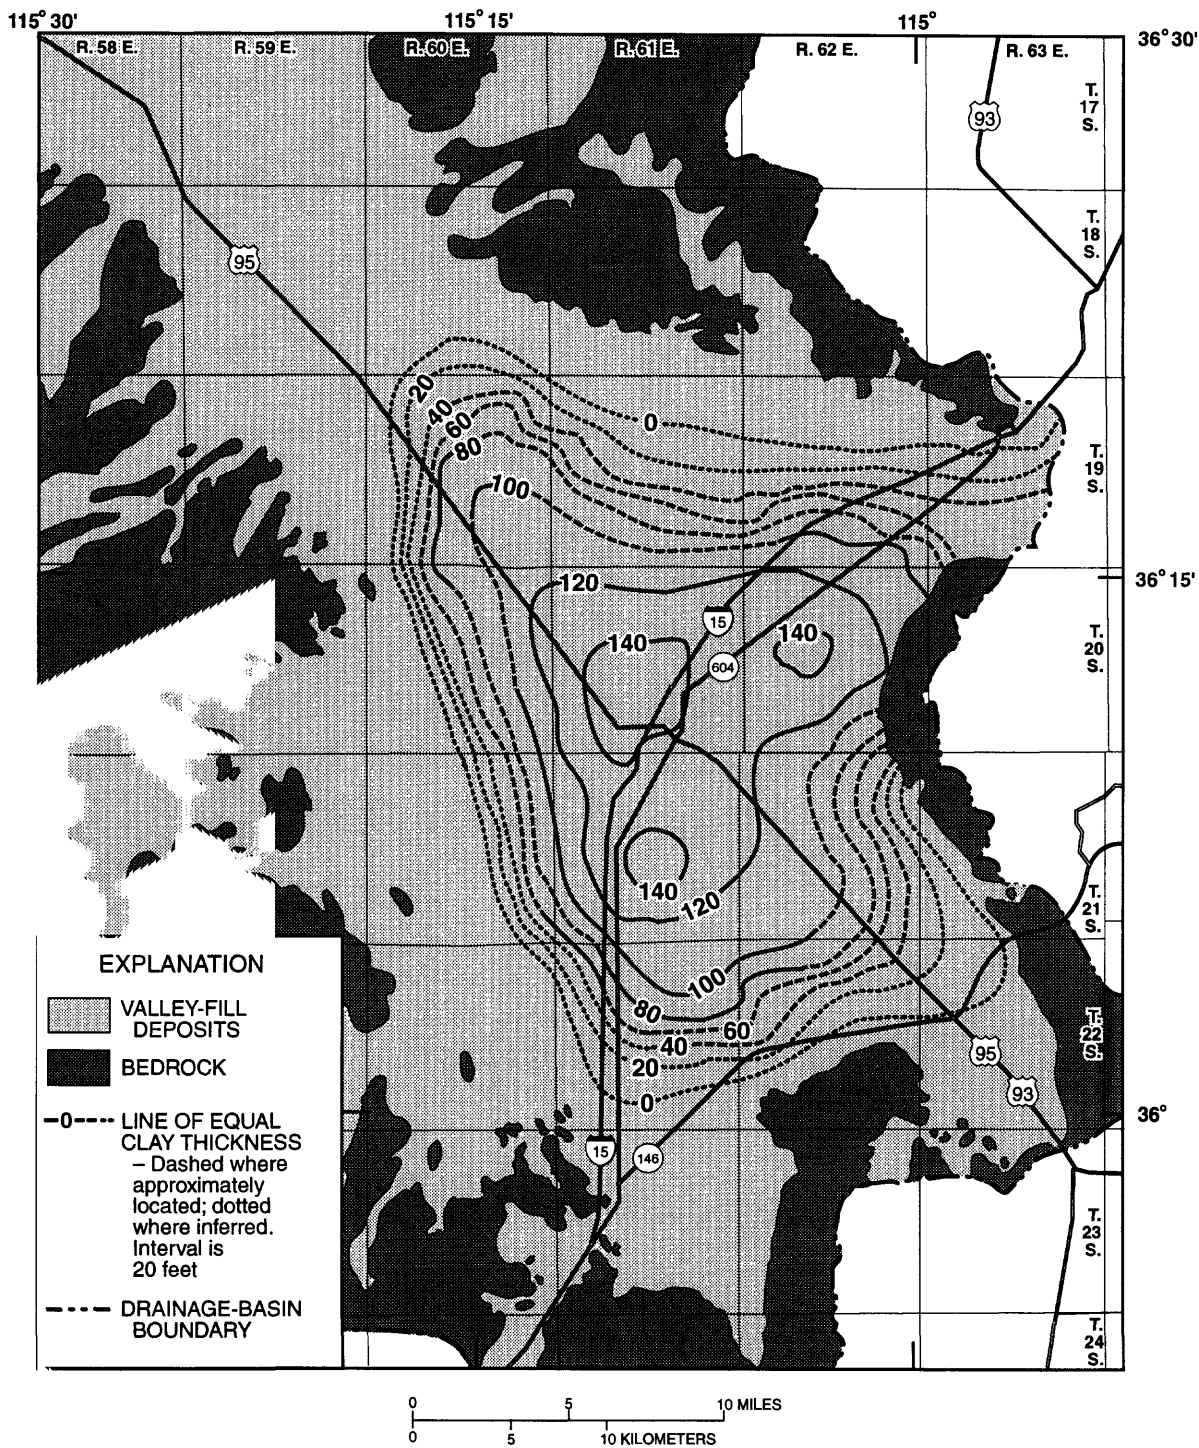 115° 30'
115° 15'
115°
R. 58 E.
R. 59 E.
R. 60 E.
R. 61 E.
R. 62 E.
R. 63 E.
36° 30'
T.
17
S.
93
T.
18
S.
95
20
40
60
80
100
0
T.
19
S.
36° 15'
120
15
140
140
604
T.
20
S.
140
120
T.
21
S.
100
80
60
40
20
0
T.
22
S.
95
93
36°
15
146
T.
23
S.
T.
24
S.
EXPLANATION
VALLEY-FILL
DEPOSITS
BEDROCK
0
LINE OF EQUAL
CLAY THICKNESS
– Dashed where
approximately
located; dotted
where inferred.
Interval is
20 feet
DRAINAGE-BASIN
BOUNDARY
0 5 10 MILES
0 5 10 KILOMETERS